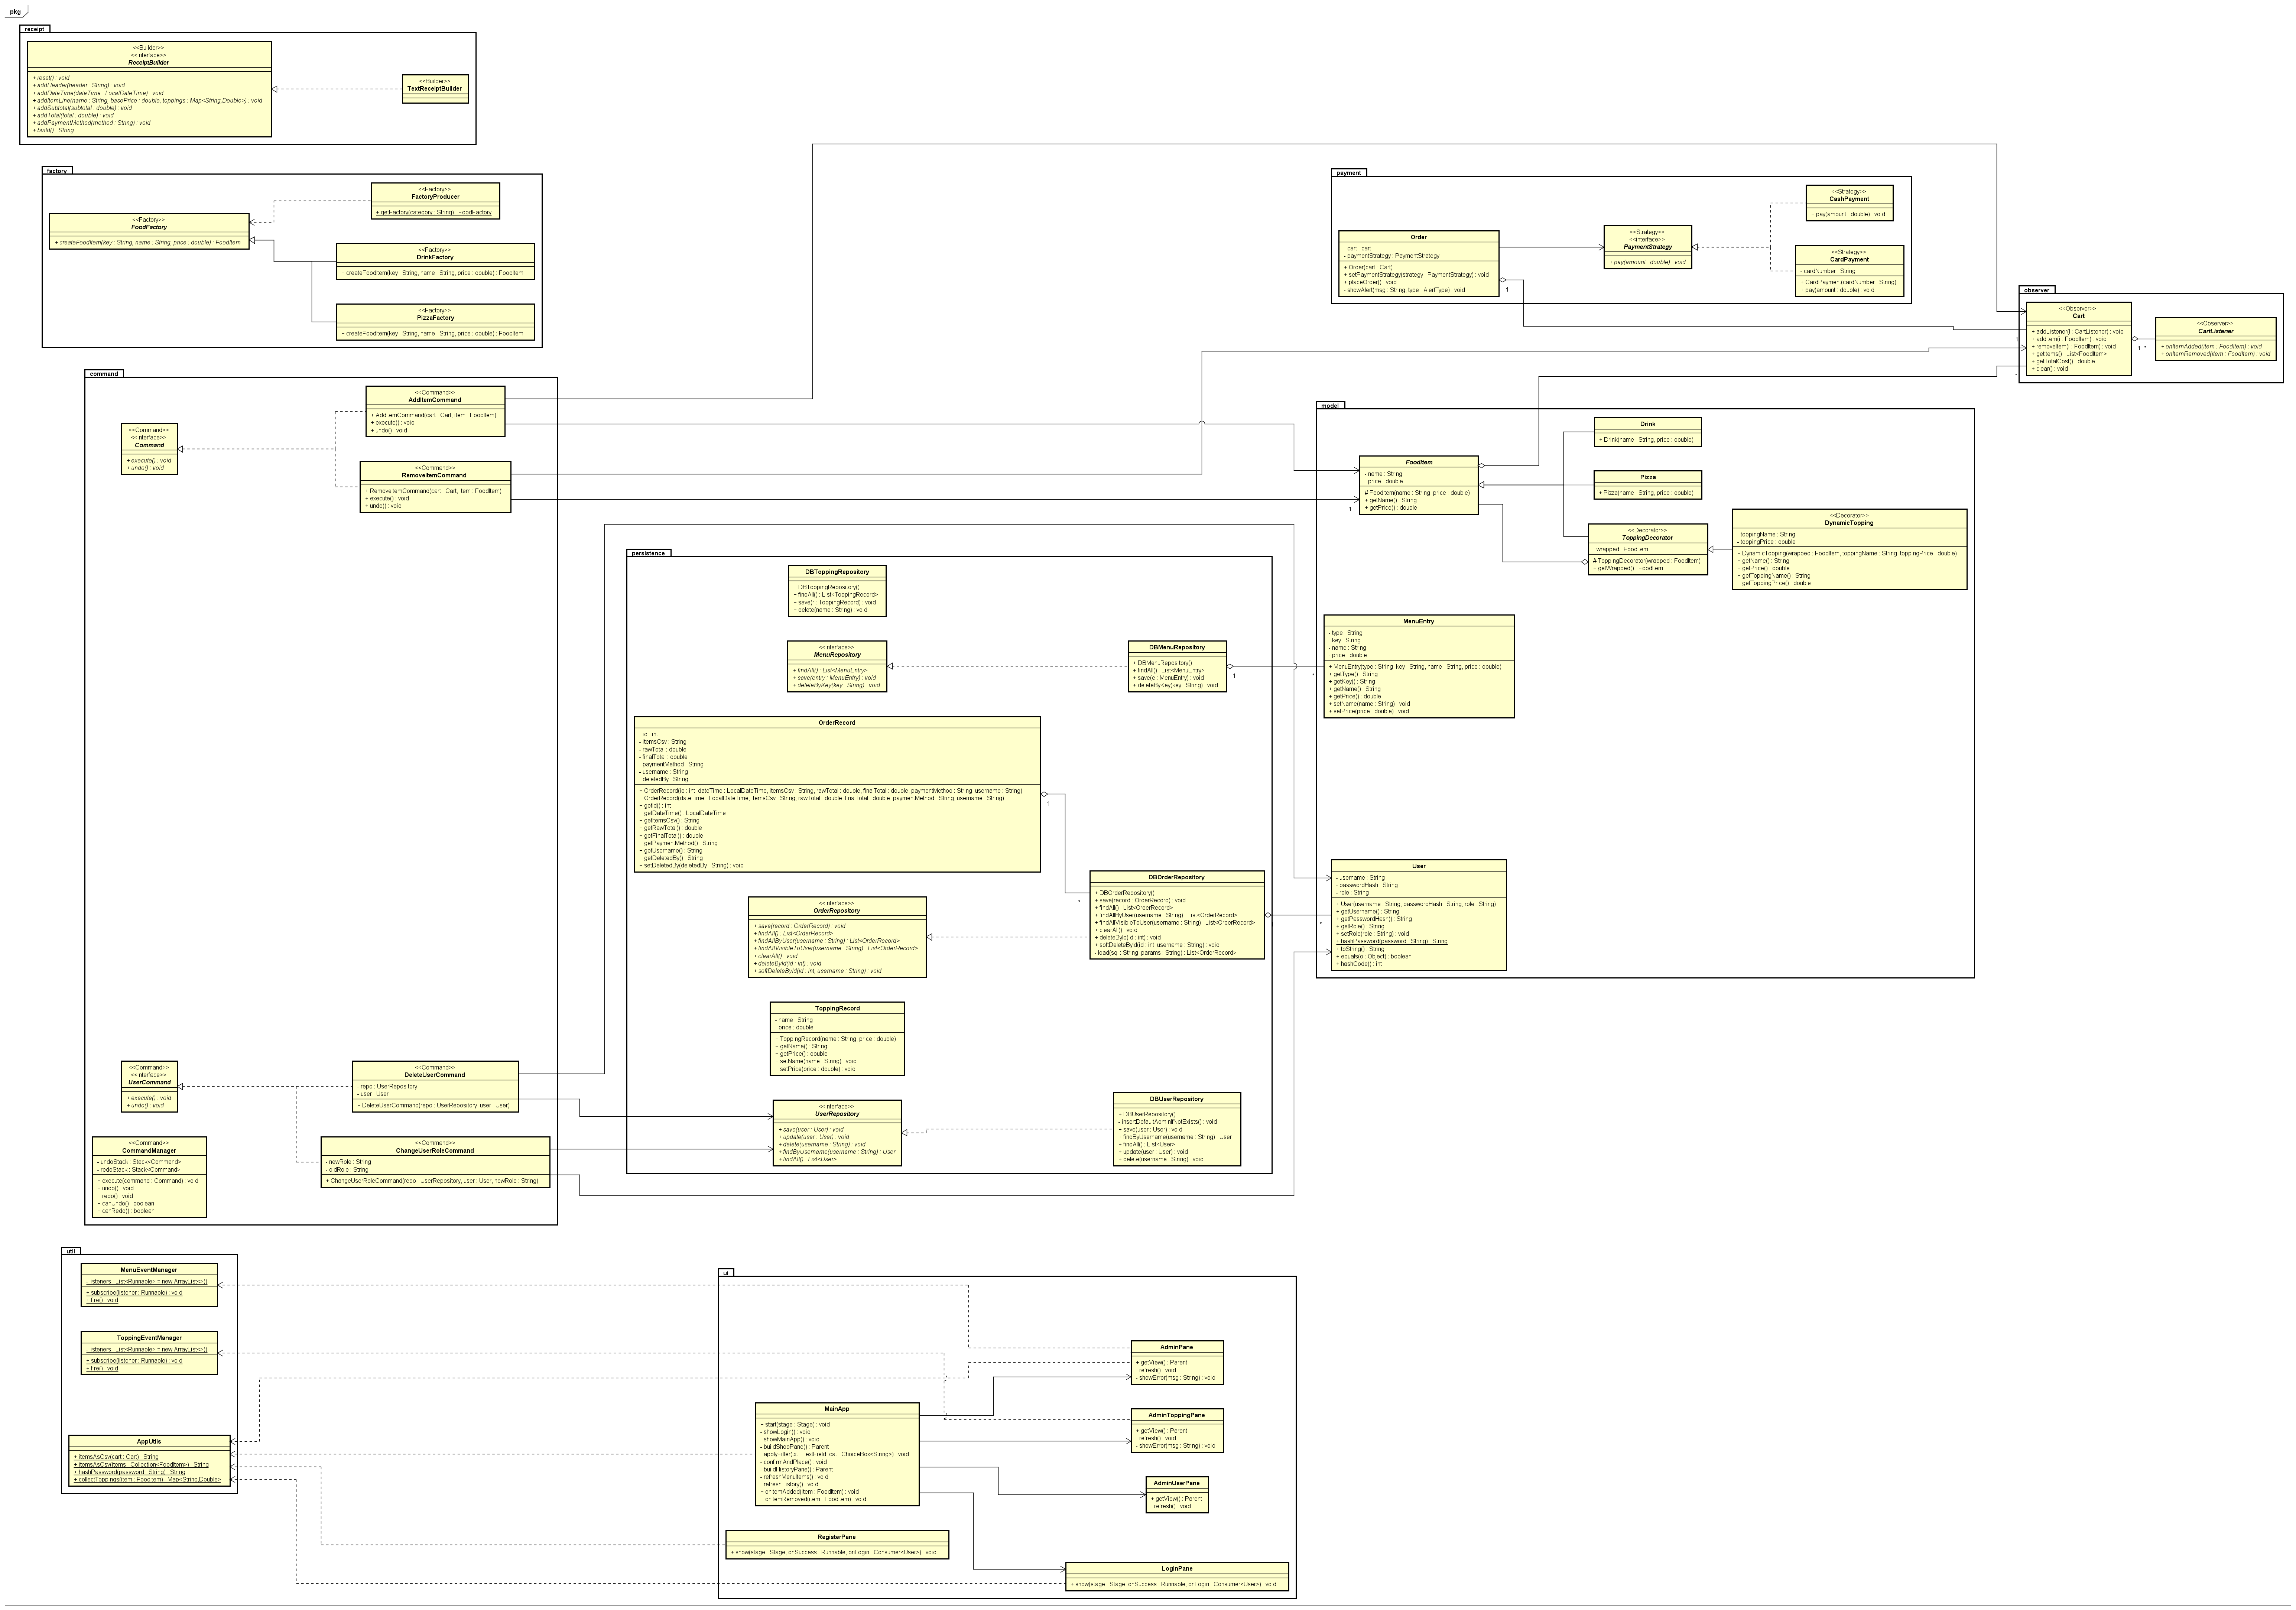 pkg
receipt
<<Builder>>
<<interface>>
ReceiptBuilder
+ reset() : void
+ addHeader(header : String) : void
+ addDateTime(dateTime : LocalDateTime) : void
+ addItemLine(name : String, basePrice : double, toppings : Map<String,Double>) : void
+ addSubtotal(subtotal : double) : void
+ addTotal(total : double) : void
+ addPaymentMethod(method : String) : void
+ build() : String
<<Builder>>
TextReceiptBuilder
factory
<<Factory>>
FactoryProducer
+ getFactory(category : String) : FoodFactory
<<Factory>>
FoodFactory
+ createFoodItem(key : String, name : String, price : double) : FoodItem
<<Factory>>
DrinkFactory
+ createFoodItem(key : String, name : String, price : double) : FoodItem
<<Factory>>
PizzaFactory
+ createFoodItem(key : String, name : String, price : double) : FoodItem
payment
<<Strategy>>
CashPayment
+ pay(amount : double) : void
Order
- cart : cart
- paymentStrategy : PaymentStrategy
+ Order(cart : Cart)
+ setPaymentStrategy(strategy : PaymentStrategy) : void
+ placeOrder() : void
- showAlert(msg : String, type : AlertType) : void
1
<<Strategy>>
<<interface>>
PaymentStrategy
+ pay(amount : double) : void
<<Strategy>>
CardPayment
- cardNumber : String
+ CardPayment(cardNumber : String)
+ pay(amount : double) : void
observer
<<Observer>>
Cart
+ addListener(l : CartListener) : void
+ addItem(i : FoodItem) : void
+ removeItem(i : FoodItem) : void
+ getItems() : List<FoodItem>
+ getTotalCost() : double
+ clear() : void
1
*
1 *
<<Observer>>
CartListener
+ onItemAdded(item : FoodItem) : void
+ onItemRemoved(item : FoodItem) : void
command
<<Command>>
AddItemCommand
+ AddItemCommand(cart : Cart, item : FoodItem)
+ execute() : void
+ undo() : void
<<Command>>
<<interface>>
Command
+ execute() : void
+ undo() : void
<<Command>>
RemoveItemCommand
+ RemoveItemCommand(cart : Cart, item : FoodItem)
+ execute() : void
+ undo() : void
model
Drink
+ Drink(name : String, price : double)
FoodItem
- name : String
- price : double
# FoodItem(name : String, price : double)
+ getName() : String
+ getPrice() : double
1
Pizza
+ Pizza(name : String, price : double)
<<Decorator>>
ToppingDecorator
- wrapped : FoodItem
# ToppingDecorator(wrapped : FoodItem)
+ getWrapped() : FoodItem
<<Decorator>>
DynamicTopping
- toppingName : String
- toppingPrice : double
+ DynamicTopping(wrapped : FoodItem, toppingName : String, toppingPrice : double)
+ getName() : String
+ getPrice() : double
+ getToppingName() : String
+ getToppingPrice() : double
MenuEntry
- type : String
- key : String
- name : String
- price : double
+ MenuEntry(type : String, key : String, name : String, price : double)
+ getType() : String
+ getKey() : String
+ getName() : String
+ getPrice() : double
+ setName(name : String) : void
+ setPrice(price : double) : void
*
User
- username : String
- passwordHash : String
- role : String
+ User(username : String, passwordHash : String, role : String)
+ getUsername() : String
+ getPasswordHash() : String
+ getRole() : String
+ setRole(role : String) : void
+ hashPassword(password : String) : String
+ toString() : String
+ equals(o : Object) : boolean
+ hashCode() : int
*
persistence
DBToppingRepository
+ DBToppingRepository()
+ findAll() : List<ToppingRecord>
+ save(r : ToppingRecord) : void
+ delete(name : String) : void
<<interface>>
MenuRepository
+ findAll() : List<MenuEntry>
+ save(entry : MenuEntry) : void
+ deleteByKey(key : String) : void
DBMenuRepository
+ DBMenuRepository()
+ findAll() : List<MenuEntry>
+ save(e : MenuEntry) : void
+ deleteByKey(key : String) : void
1
OrderRecord
- id : int
- itemsCsv : String
- rawTotal : double
- finalTotal : double
- paymentMethod : String
- username : String
- deletedBy : String
+ OrderRecord(id : int, dateTime : LocalDateTime, itemsCsv : String, rawTotal : double, finalTotal : double, paymentMethod : String, username : String)
+ OrderRecord(dateTime : LocalDateTime, itemsCsv : String, rawTotal : double, finalTotal : double, paymentMethod : String, username : String)
+ getId() : int
+ getDateTime() : LocalDateTime
+ getItemsCsv() : String
+ getRawTotal() : double
+ getFinalTotal() : double
+ getPaymentMethod() : String
+ getUsername() : String
+ getDeletedBy() : String
+ setDeletedBy(deletedBy : String) : void
1
*
<<interface>>
OrderRepository
+ save(record : OrderRecord) : void
+ findAll() : List<OrderRecord>
+ findAllByUser(username : String) : List<OrderRecord>
+ findAllVisibleToUser(username : String) : List<OrderRecord>
+ clearAll() : void
+ deleteById(id : int) : void
+ softDeleteById(id : int, username : String) : void
DBOrderRepository
+ DBOrderRepository()
+ save(record : OrderRecord) : void
+ findAll() : List<OrderRecord>
+ findAllByUser(username : String) : List<OrderRecord>
+ findAllVisibleToUser(username : String) : List<OrderRecord>
+ clearAll() : void
+ deleteById(id : int) : void
+ softDeleteById(id : int, username : String) : void
- load(sql : String, params : String) : List<OrderRecord>
ToppingRecord
- name : String
- price : double
+ ToppingRecord(name : String, price : double)
+ getName() : String
+ getPrice() : double
+ setName(name : String) : void
+ setPrice(price : double) : void
<<interface>>
UserRepository
+ save(user : User) : void
+ update(user : User) : void
+ delete(username : String) : void
+ findByUsername(username : String) : User
+ findAll() : List<User>
DBUserRepository
+ DBUserRepository()
- insertDefaultAdminIfNotExists() : void
+ save(user : User) : void
+ findByUsername(username : String) : User
+ findAll() : List<User>
+ update(user : User) : void
+ delete(username : String) : void
<<Command>>
<<interface>>
UserCommand
+ execute() : void
+ undo() : void
<<Command>>
DeleteUserCommand
- repo : UserRepository
- user : User
+ DeleteUserCommand(repo : UserRepository, user : User)
<<Command>>
CommandManager
- undoStack : Stack<Command>
- redoStack : Stack<Command>
+ execute(command : Command) : void
+ undo() : void
+ redo() : void
+ canUndo() : boolean
+ canRedo() : boolean
<<Command>>
ChangeUserRoleCommand
- newRole : String
- oldRole : String
+ ChangeUserRoleCommand(repo : UserRepository, user : User, newRole : String)
util
MenuEventManager
- listeners : List<Runnable> = new ArrayList<>()
+ subscribe(listener : Runnable) : void
+ fire() : void
ToppingEventManager
- listeners : List<Runnable> = new ArrayList<>()
+ subscribe(listener : Runnable) : void
+ fire() : void
AppUtils
+ itemsAsCsv(cart : Cart) : String
+ itemsAsCsv(items : Collection<FoodItem>) : String
+ hashPassword(password : String) : String
+ collectToppings(item : FoodItem) : Map<String,Double>
ui
AdminPane
+ getView() : Parent
- refresh() : void
- showError(msg : String) : void
MainApp
+ start(stage : Stage) : void
- showLogin() : void
- showMainApp() : void
- buildShopPane() : Parent
- applyFilter(txt : TextField, cat : ChoiceBox<String>) : void
- confirmAndPlace() : void
- buildHistoryPane() : Parent
- refreshMenuItems() : void
- refreshHistory() : void
+ onItemAdded(item : FoodItem) : void
+ onItemRemoved(item : FoodItem) : void
AdminToppingPane
+ getView() : Parent
- refresh() : void
- showError(msg : String) : void
AdminUserPane
+ getView() : Parent
- refresh() : void
RegisterPane
+ show(stage : Stage, onSuccess : Runnable, onLogin : Consumer<User>) : void
LoginPane
+ show(stage : Stage, onSuccess : Runnable, onLogin : Consumer<User>) : void